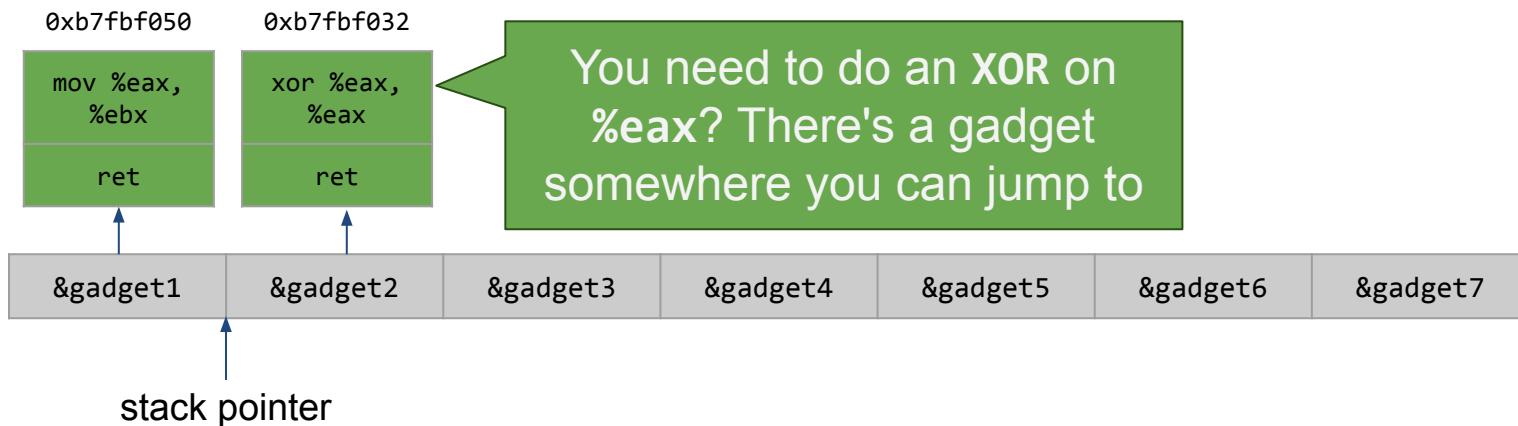 0xb7fbf050
0xb7fbf032
mov %eax,
%ebx
ret
xor %eax,
%eax
ret
You need to do an XOR on
%eax? There's a gadget
somewhere you can jump to
&gadget1
&gadget2
&gadget3
&gadget4
&gadget5
&gadget6
&gadget7
stack pointer